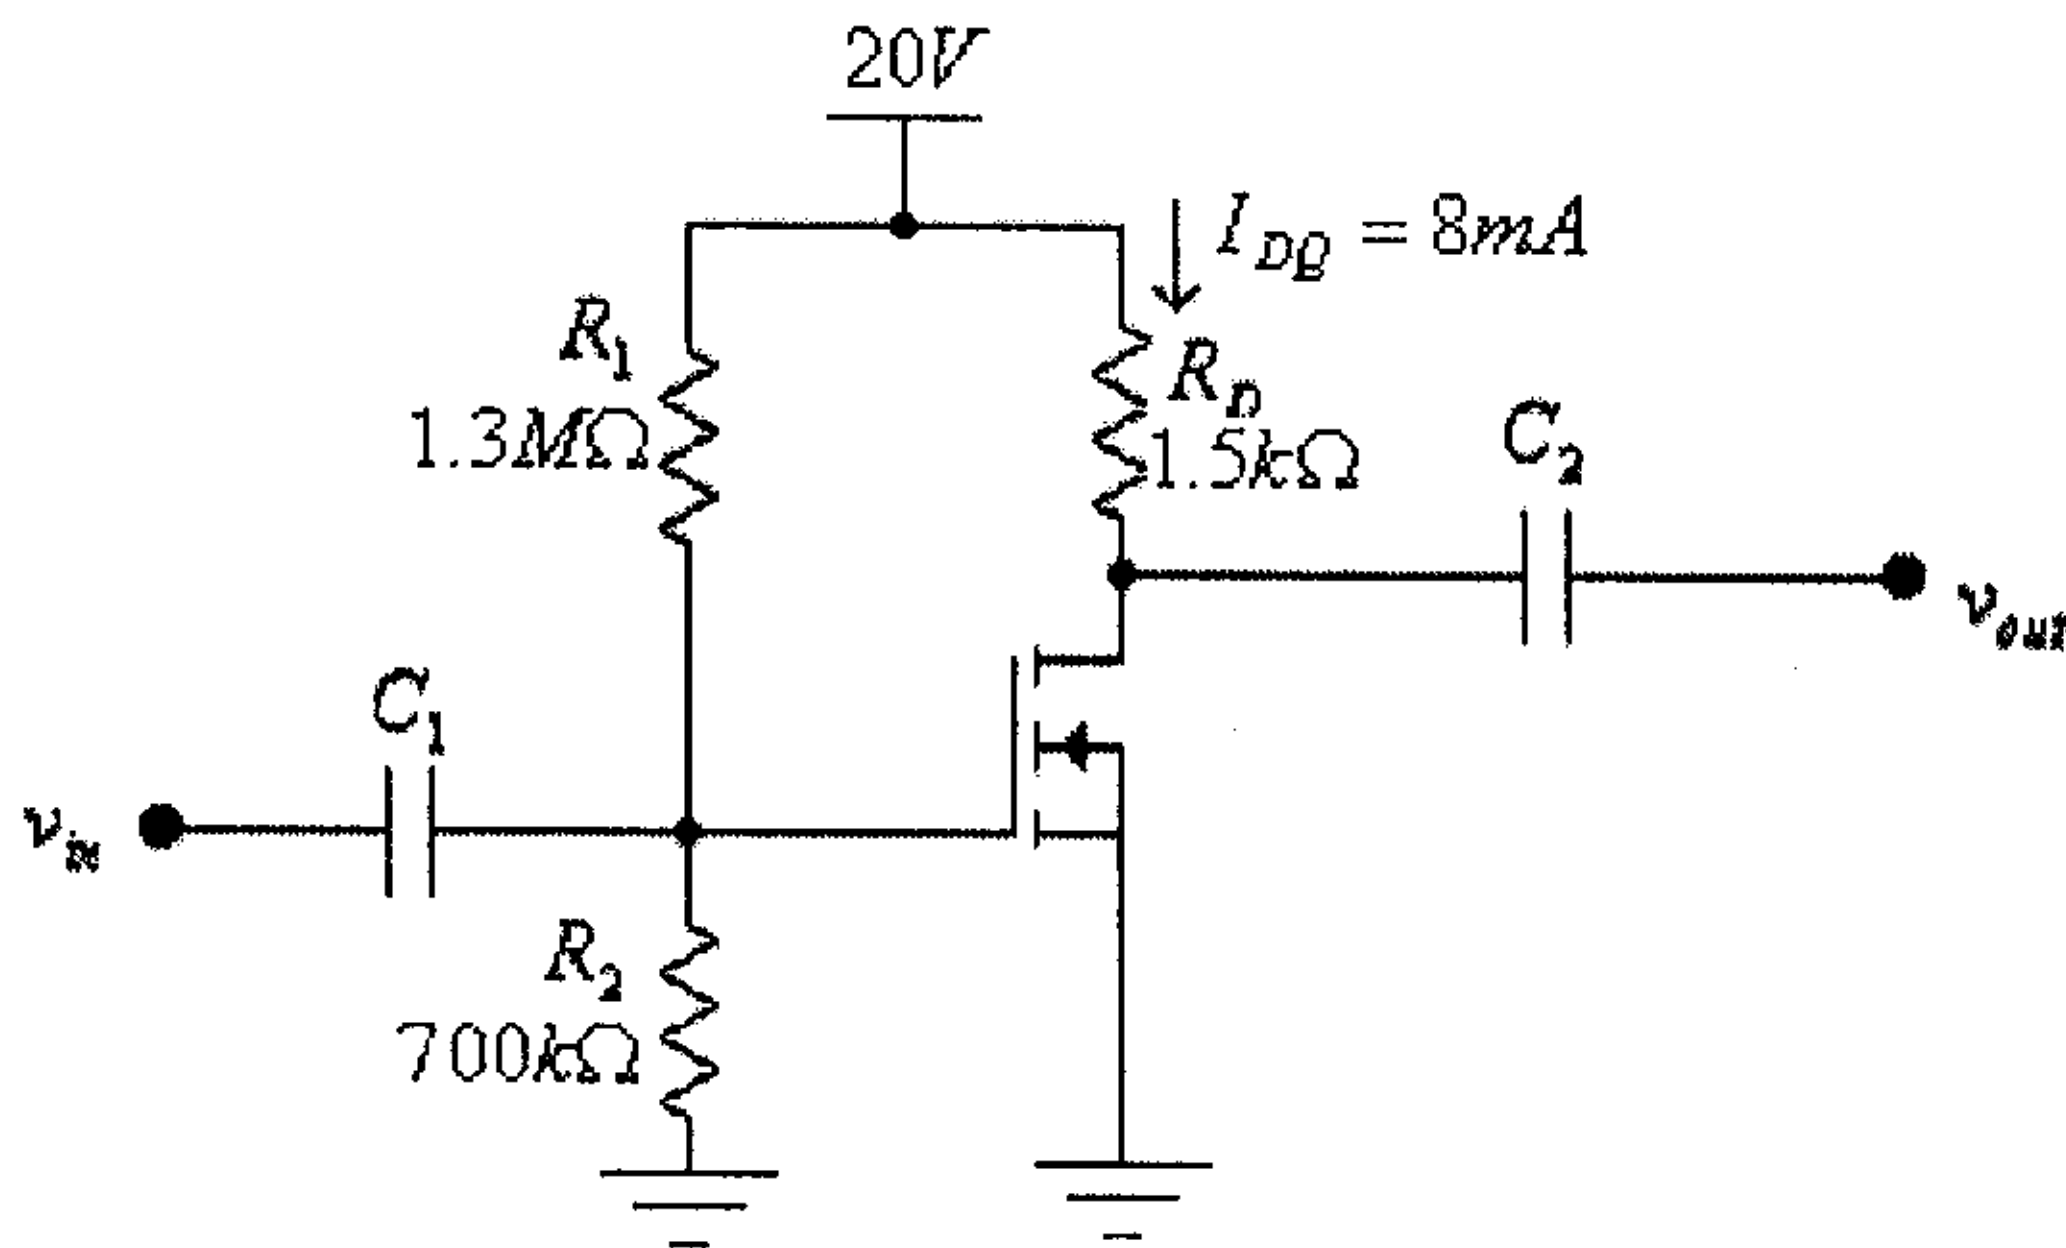 20V
I_DQ = 8mA
R_1
1.3MΩ
R_D
1.5kΩ
C_2
v_out
C_1
v_in
R_2
700kΩ